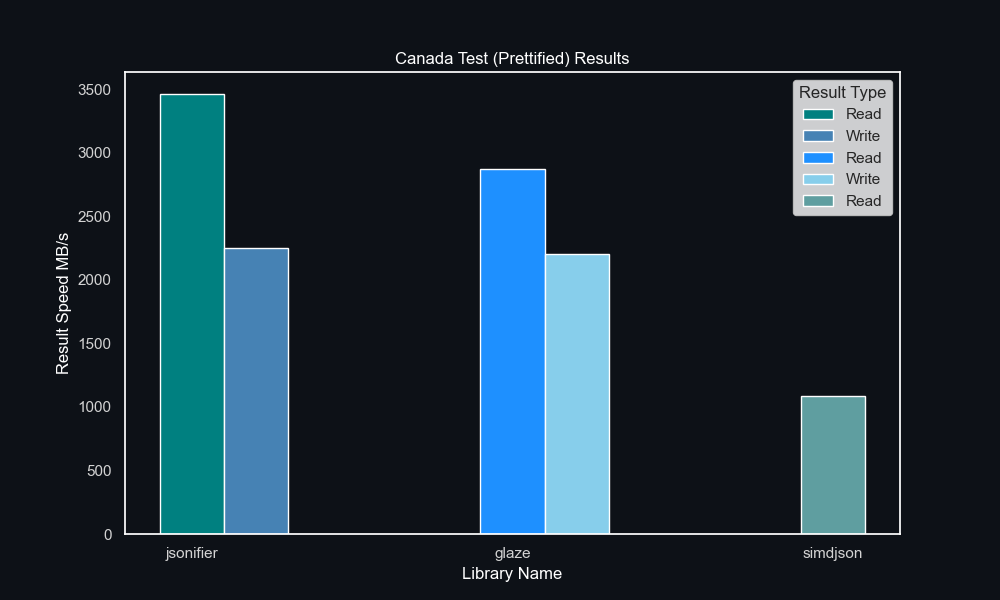 Canada Test (Prettified) Results
Result Type
Read
Write
Read
Write
Read
Result Speed MB/s
3500
3000
2500
2000
1500
1000
500
0
jsonifier glaze simdjson
Library Name